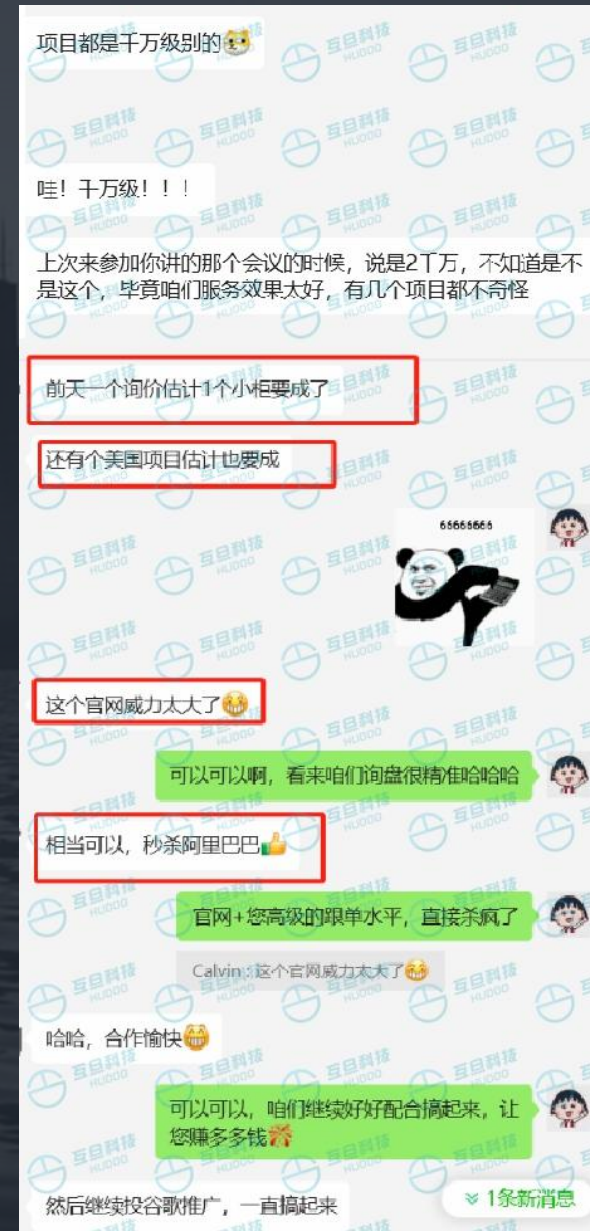 项目都是千万级别的
哇！千万级！！！
上次来参加你讲的那个会议的时候，说是2千万，不知道是不
是这个，毕竟咱们服务效果太好，有几个项目都不奇怪
前天一个询价估计1个小柜要成了
还有个美国项目估计也要成
66666666
这个官网威力太大了
可以可以啊，看来咱们询盘很精准哈哈哈
相当可以，秒杀阿里巴巴
官网+您高级的跟单水平，直接杀疯了
Calvin：这个官网威力太大了
哈哈，合作愉快
可以可以，咱们继续好好配合搞起来，让
您赚多多钱
然后继续投谷歌推广，一直搞起来
1条新消息
互旦科技
HUDOO